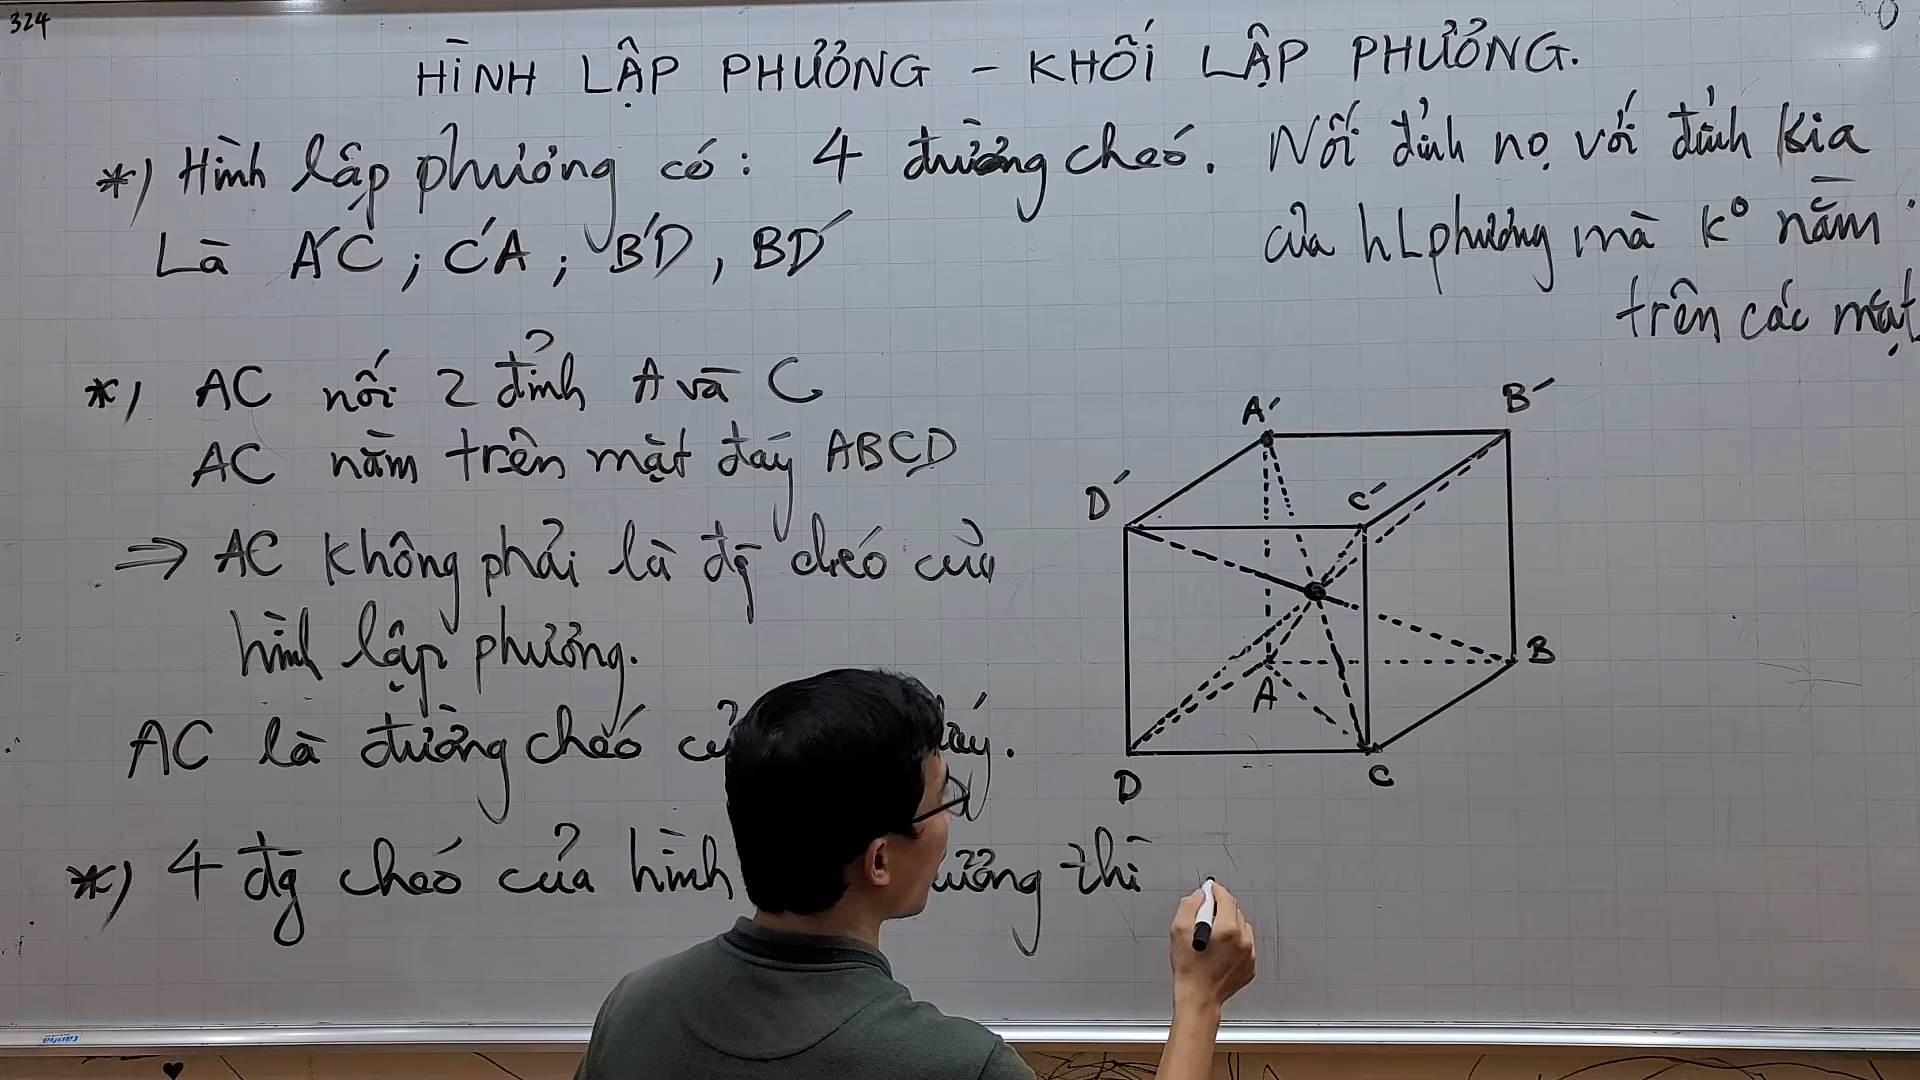 324
HÌNH LẬP PHƯƠNG - KHỐI LẬP PHƯƠNG.
*) Hình lập phương có: 4 đường chéo. Nối đỉnh nọ với đỉnh kia
của hLphương mà k° nằm
trên các mặt
Là A'C ; C'A ; B'D , BD'
*) AC nối 2 đỉnh A và C
AC nằm trên mặt đáy ABCD
⇒ AC không phải là đg chéo của
hình lập phương.
AC là đường chéo đáy.
*) 4 đg chéo của hình ương thì
A' B'
D' C'
A B
D C